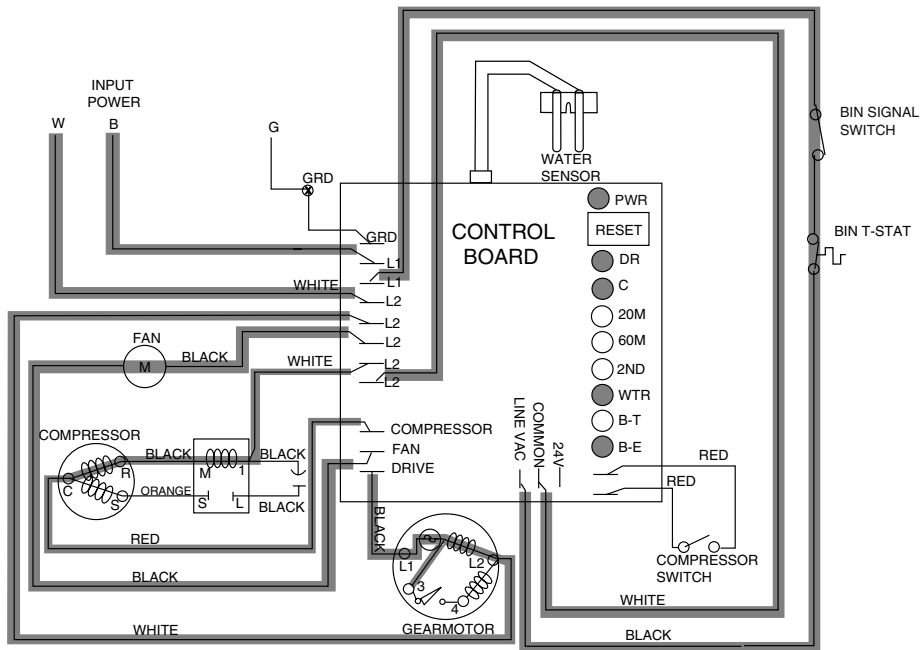 INPUT
POWER
W
B
G
GRD
WATER
SENSOR
BIN SIGNAL
SWITCH
BIN T-STAT
CONTROL
BOARD
PWR
RESET
DR
C
20M
60M
2ND
WTR
B-T
B-E
GRD
L1
L1
WHITE
L2
L2
L2
FAN
M
BLACK
WHITE
L2
L2
COMPRESSOR
FAN
DRIVE
LINE VAC
COMMON
24V
COMPRESSOR
C
R
S
BLACK
ORANGE
M
1
S
L
BLACK
BLACK
RED
BLACK
BLACK
WHITE
L1
L2
3
4
GEARMOTOR
RED
RED
COMPRESSOR
SWITCH
WHITE
BLACK